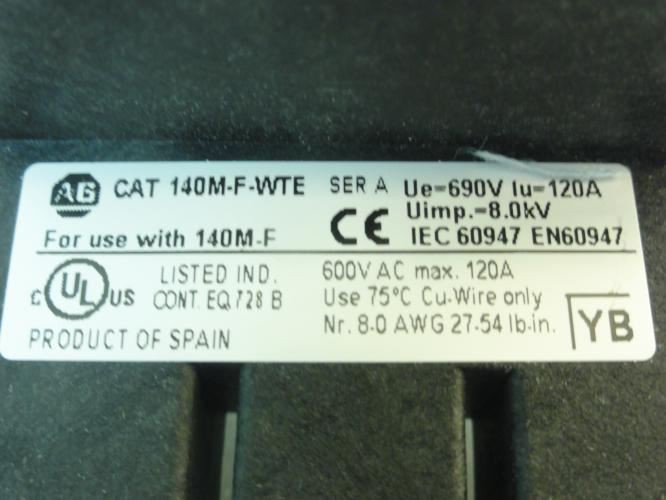 AB CAT 140M-F-WTE SER A Ue=690V Iu=120A
Uimp.=8.0kV
For use with 140M-F CE IEC 60947 EN60947
c UL US LISTED IND.
CONT. EQ.728 B
PRODUCT OF SPAIN
600V AC max. 120A
Use 75°C Cu-Wire only
Nr. 8-0 AWG 27-54 lb-in.
YB